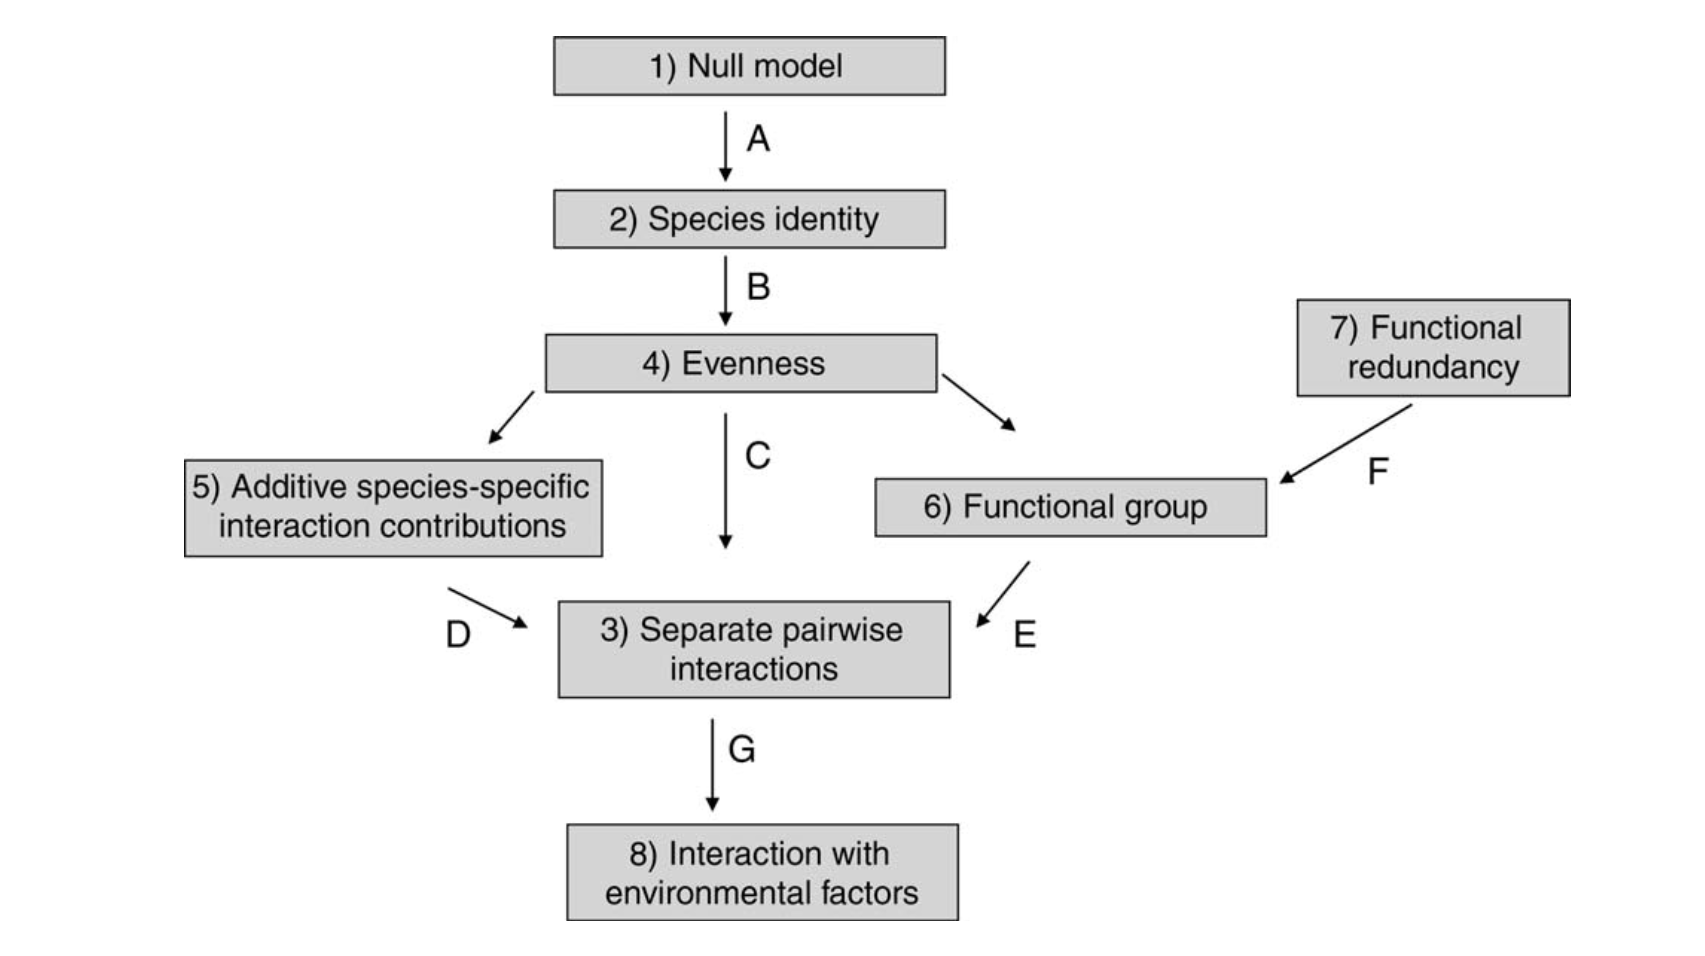 1) Null model
A
2) Species identity
B
4) Evenness
7) Functional
redundancy
C
F
5) Additive species-specific
interaction contributions
6) Functional group
D
3) Separate pairwise
interactions
E
G
8) Interaction with
environmental factors